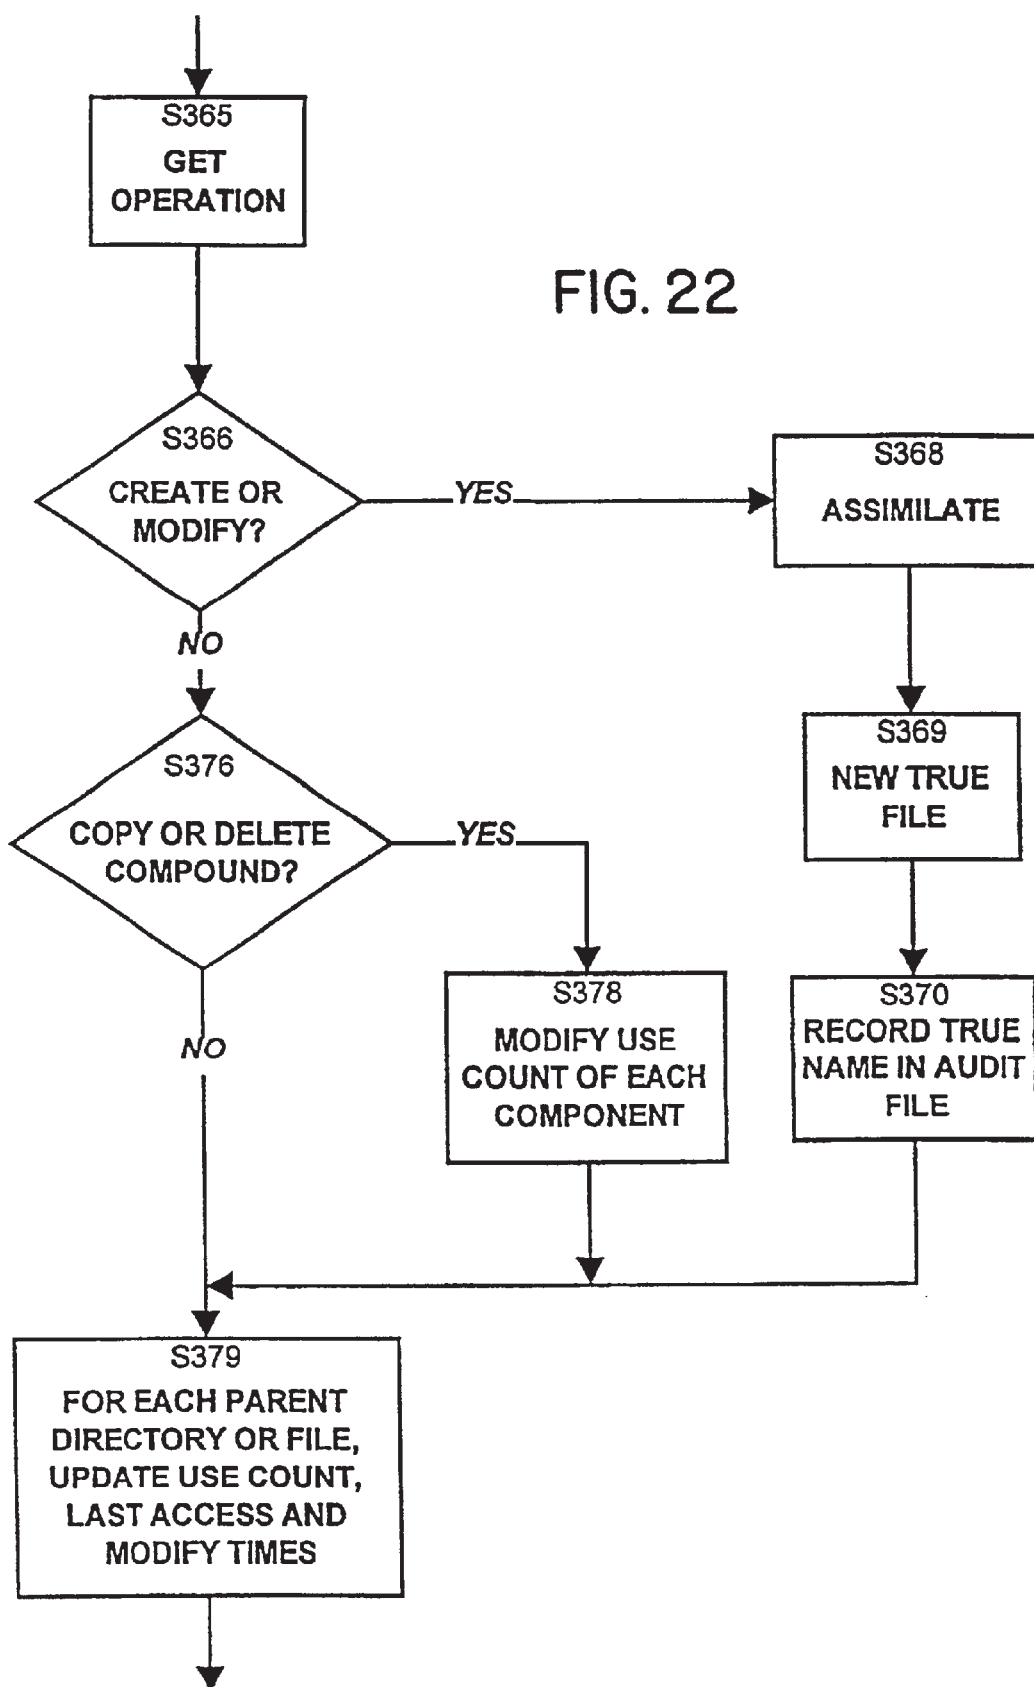 S365
GET
OPERATION
FIG. 22
S366
CREATE OR
MODIFY?
YES
S368
ASSIMILATE
NO
S369
NEW TRUE
FILE
S376
COPY OR DELETE
COMPOUND?
YES
S370
RECORD TRUE
NAME IN AUDIT
FILE
S378
MODIFY USE
COUNT OF EACH
COMPONENT
NO
S379
FOR EACH PARENT
DIRECTORY OR FILE,
UPDATE USE COUNT,
LAST ACCESS AND
MODIFY TIMES